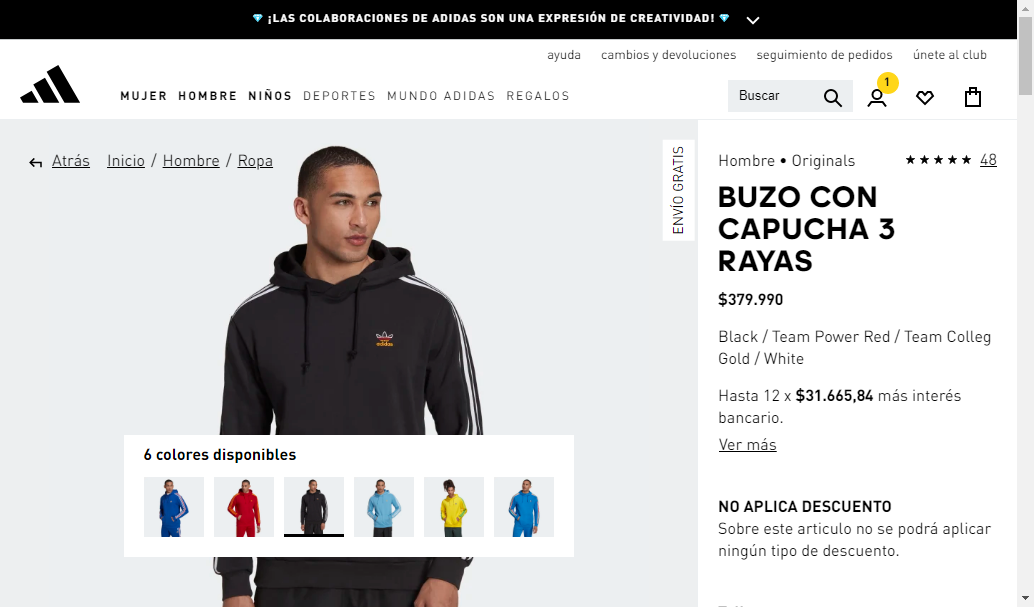 💎 ¡LAS COLABORACIONES DE ADIDAS SON UNA EXPRESIÓN DE CREATIVIDAD! 💎
ayuda cambios y devoluciones seguimiento de pedidos únete al club
MUJER HOMBRE NIÑOS DEPORTES MUNDO ADIDAS REGALOS
Buscar
1
Atrás Inicio / Hombre / Ropa
ENVÍO GRATIS
adidas
6 colores disponibles
Hombre • Originals
48
BUZO CON
CAPUCHA 3
RAYAS
$379.990
Black / Team Power Red / Team Colleg
Gold / White
Hasta 12 x $31.665,84 más interés
bancario.
Ver más
NO APLICA DESCUENTO
Sobre este articulo no se podrá aplicar
ningún tipo de descuento.